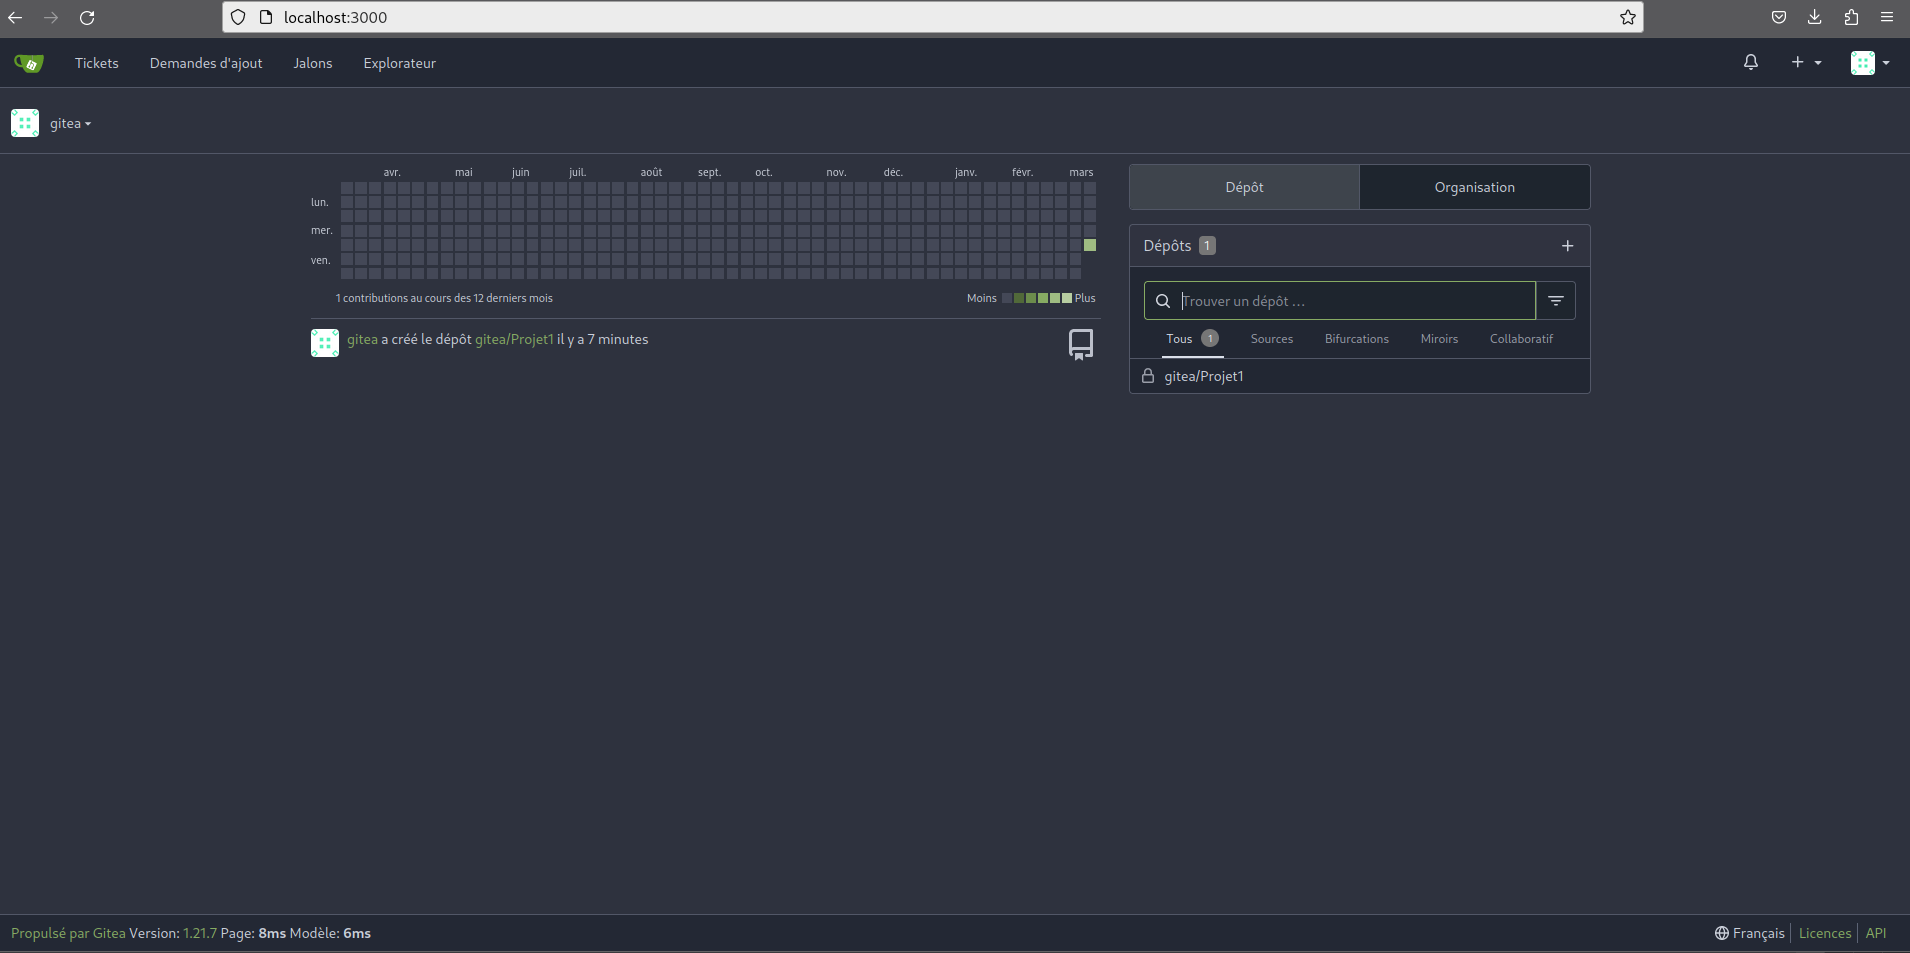 localhost:3000
Tickets Demandes d'ajout Jalons Explorateur
gitea
avr. mai juin juil. août sept. oct. nov. déc. janv. févr. mars
lun.
mer.
ven.
1 contributions au cours des 12 derniers mois Moins Plus
gitea a créé le dépôt gitea/Projet1 il y a 7 minutes
Dépôt Organisation
Dépôts 1
Trouver un dépôt ...
Tous 1 Sources Bifurcations Miroirs Collaboratif
gitea/Projet1
Propulsé par Gitea Version: 1.21.7 Page: 8ms Modèle: 6ms Français Licences API